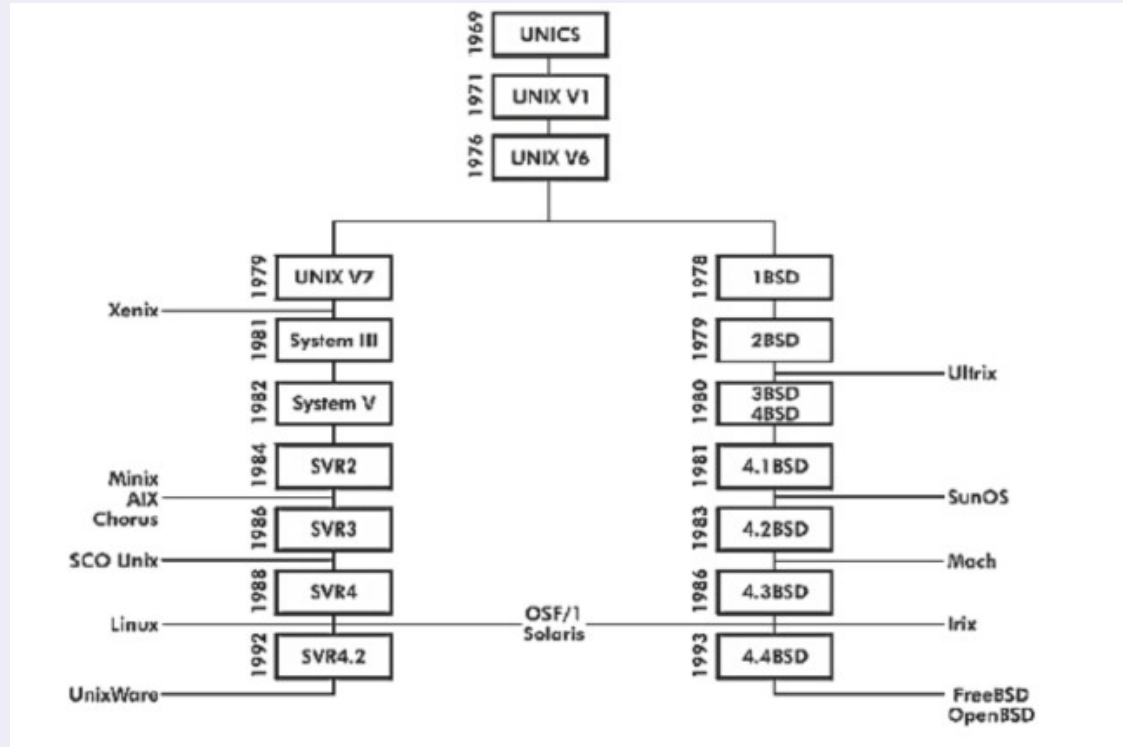 1969
UNICS
1971
UNIX V1
1976
UNIX V6
1979
UNIX V7
1978
1BSD
Xenix
1981
System III
1979
2BSD
Ultrix
1982
System V
1980
3BSD
4BSD
1984
SVR2
1981
4.1BSD
Minix
AIX
Chorus
SunOS
1986
SVR3
1983
4.2BSD
SCO Unix
Mach
1988
SVR4
1986
4.3BSD
Linux
OSF/1
Solaris
Irix
1992
SVR4.2
1993
4.4BSD
UnixWare
FreeBSD
OpenBSD